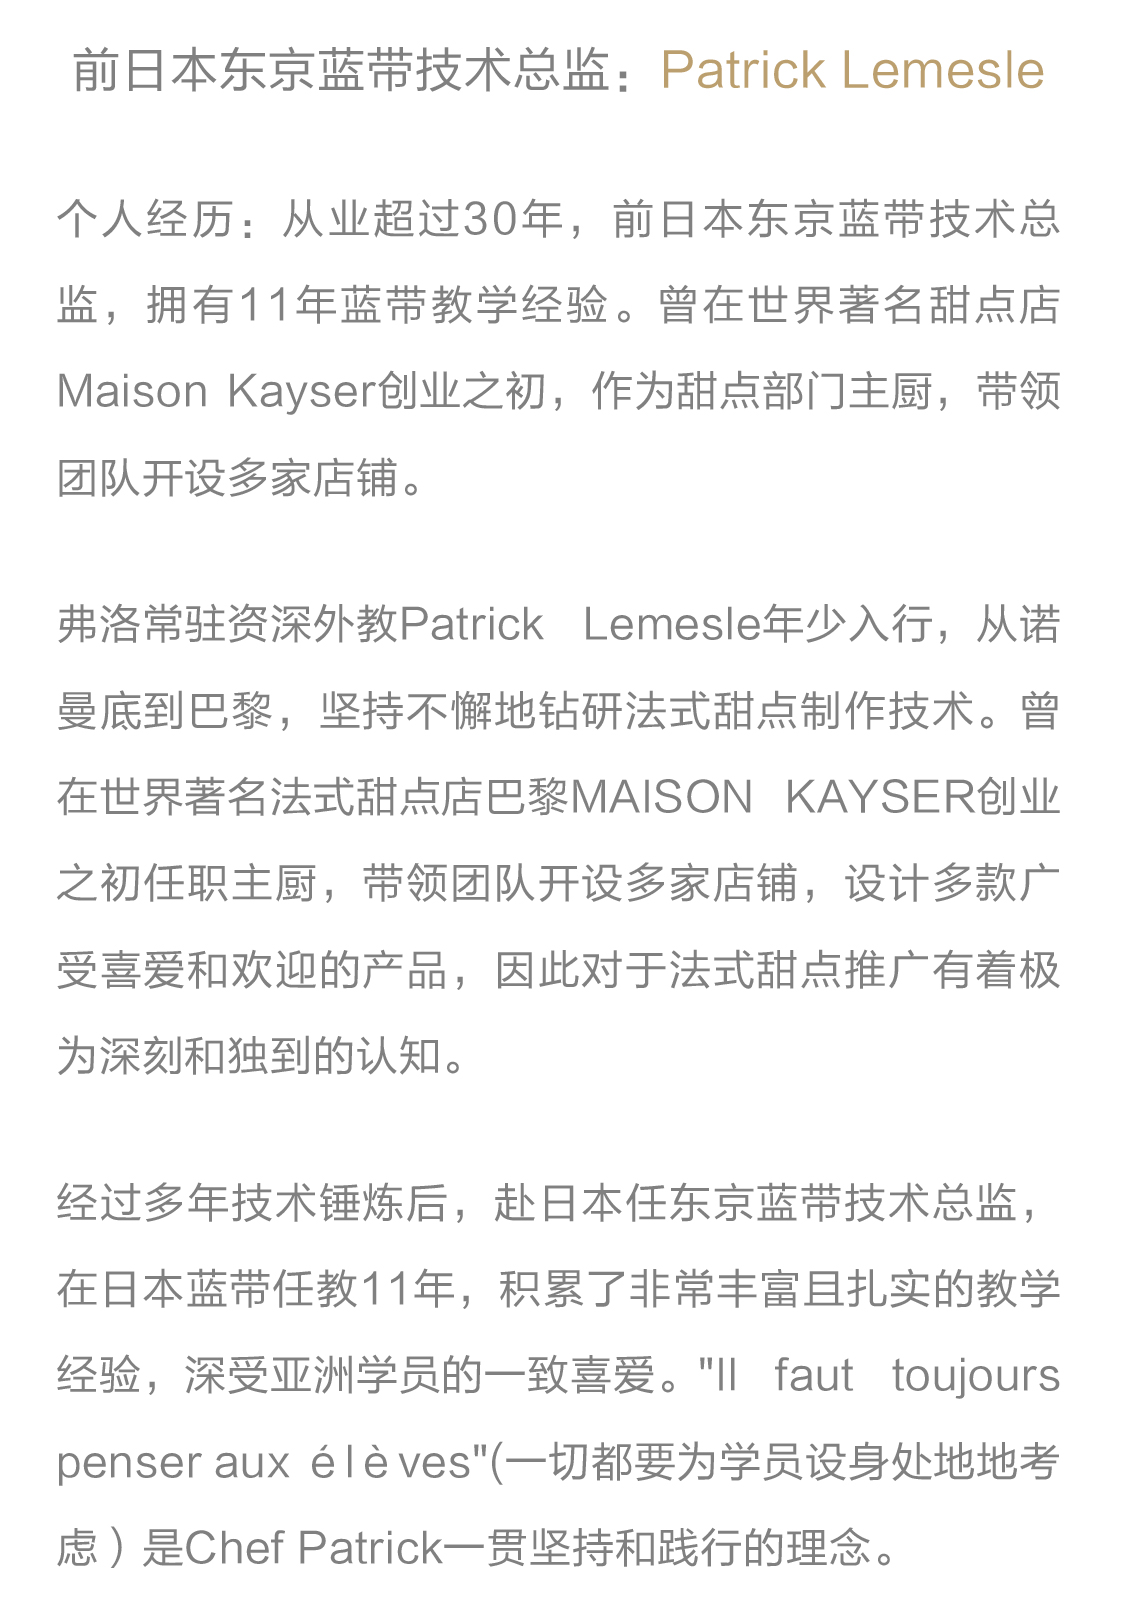 前日本东京蓝带技术总监：Patrick Lemesle
个人经历：从业超过30年，前日本东京蓝带技术总
监，拥有11年蓝带教学经验。曾在世界著名甜点店
Maison Kayser创业之初，作为甜点部门主厨，带领
团队开设多家店铺。
弗洛常驻资深外教Patrick Lemesle年少入行，从诺
曼底到巴黎，坚持不懈地钻研法式甜点制作技术。曾
在世界著名法式甜点店巴黎MAISON KAYSER创业
之初任职主厨，带领团队开设多家店铺，设计多款广
受喜爱和欢迎的产品，因此对于法式甜点推广有着极
为深刻和独到的认知。
经过多年技术锤炼后，赴日本任东京蓝带技术总监，
在日本蓝带任教11年，积累了非常丰富且扎实的教学
经验，深受亚洲学员的一致喜爱。"Il faut toujours
penser aux élèves"(一切都要为学员设身处地地考
虑）是Chef Patrick一贯坚持和践行的理念。